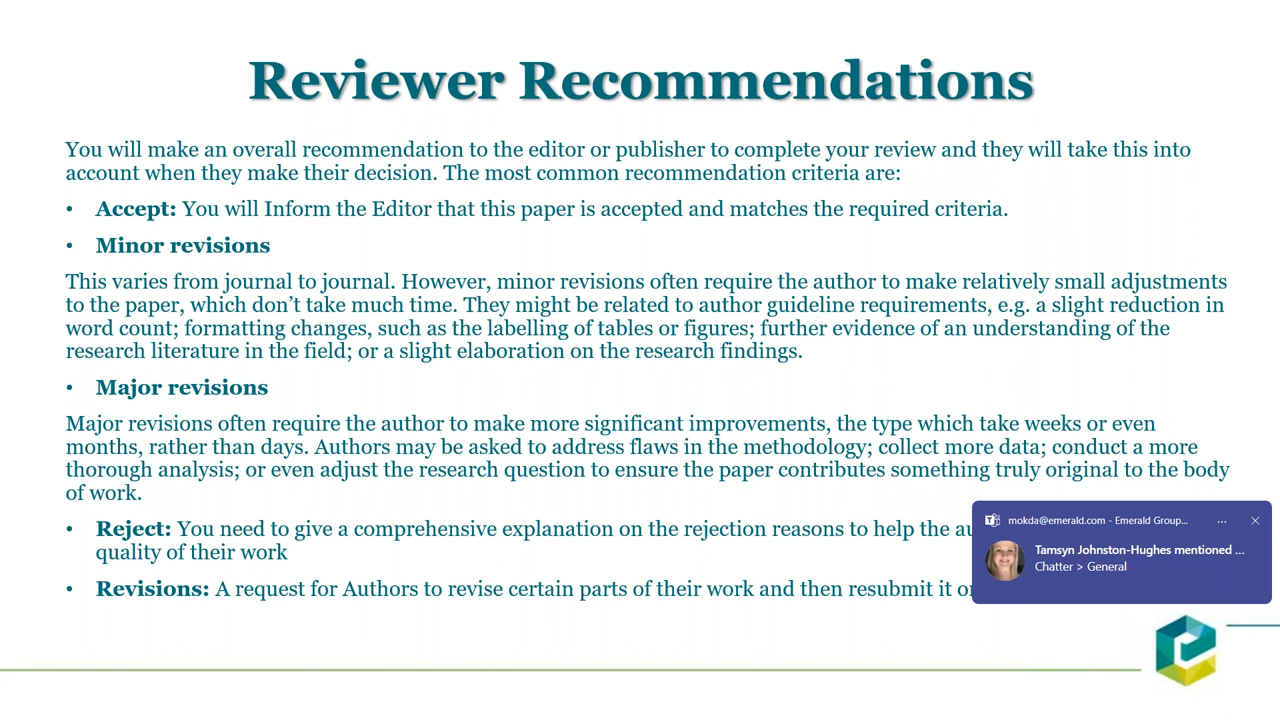 Reviewer Recommendations
You will make an overall recommendation to the editor or publisher to complete your review and they will take this into
account when they make their decision. The most common recommendation criteria are:
• Accept: You will Inform the Editor that this paper is accepted and matches the required criteria.
• Minor revisions
This varies from journal to journal. However, minor revisions often require the author to make relatively small adjustments
to the paper, which don’t take much time. They might be related to author guideline requirements, e.g. a slight reduction in
word count; formatting changes, such as the labelling of tables or figures; further evidence of an understanding of the
research literature in the field; or a slight elaboration on the research findings.
• Major revisions
Major revisions often require the author to make more significant improvements, the type which take weeks or even
months, rather than days. Authors may be asked to address flaws in the methodology; collect more data; conduct a more
thorough analysis; or even adjust the research question to ensure the paper contributes something truly original to the body
of work.
• Reject: You need to give a comprehensive explanation on the rejection reasons to help the
quality of their work
• Revisions: A request for Authors to revise certain parts of their work and then resubmit it
mokda@emerald.com - Emerald Group...
Tamsyn Johnston-Hughes mentioned ...
Chatter > General